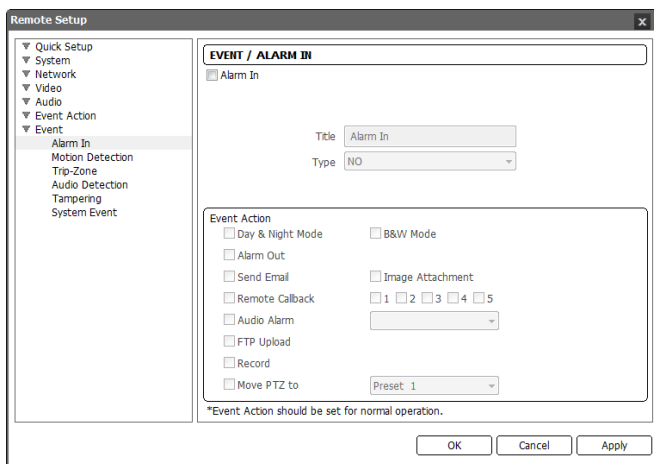 Remote Setup
Quick Setup
System
Network
Video
Audio
Event Action
Event
Alarm In
Motion Detection
Trip-Zone
Audio Detection
Tampering
System Event
EVENT / ALARM IN
Alarm In
Title Alarm In
Type NO
Event Action
Day & Night Mode B&W Mode
Alarm Out
Send Email Image Attachment
Remote Callback 1 2 3 4 5
Audio Alarm
FTP Upload
Record
Move PTZ to Preset 1
*Event Action should be set for normal operation.
OK Cancel Apply